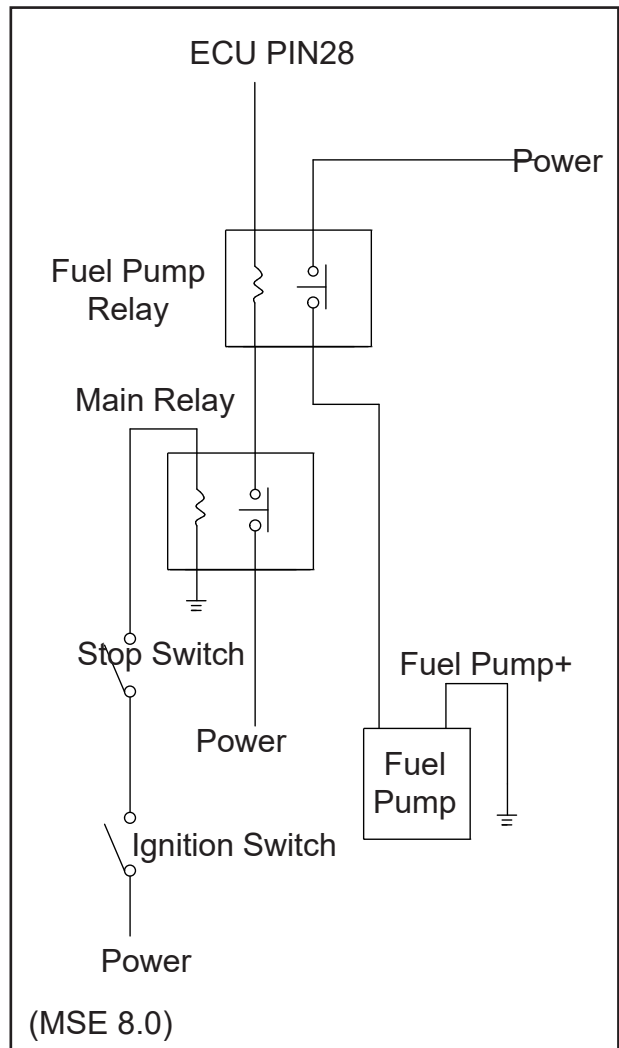 ECU PIN28
Power
Fuel Pump
Relay
Main Relay
Stop Switch
Fuel Pump+
Power
Fuel
Pump
Ignition Switch
Power
(MSE 8.0)